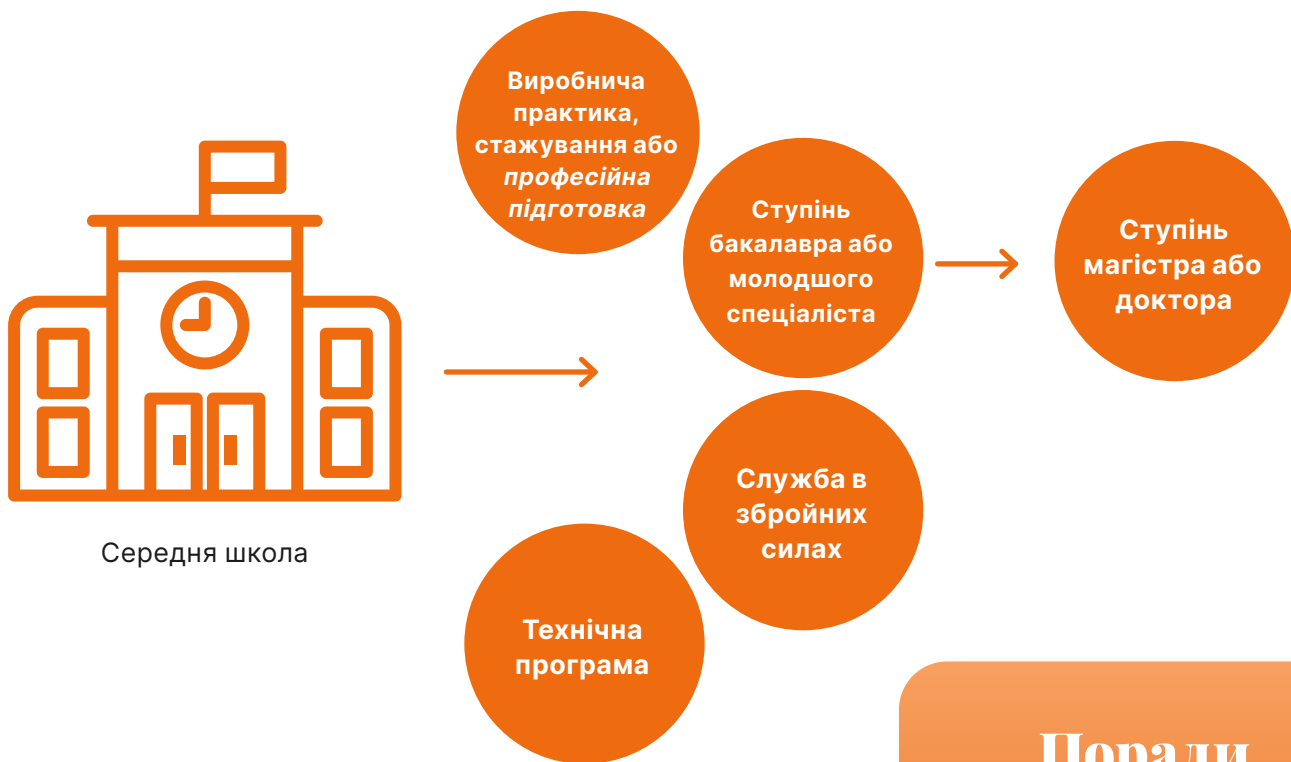 Виробнича
практика,
стажування або
професійна
підготовка
Ступінь
бакалавра або
молодшого
спеціаліста
Ступінь
магістра або
доктора
Середня школа
Служба в
збройних
силах
Технічна
програма
Поради